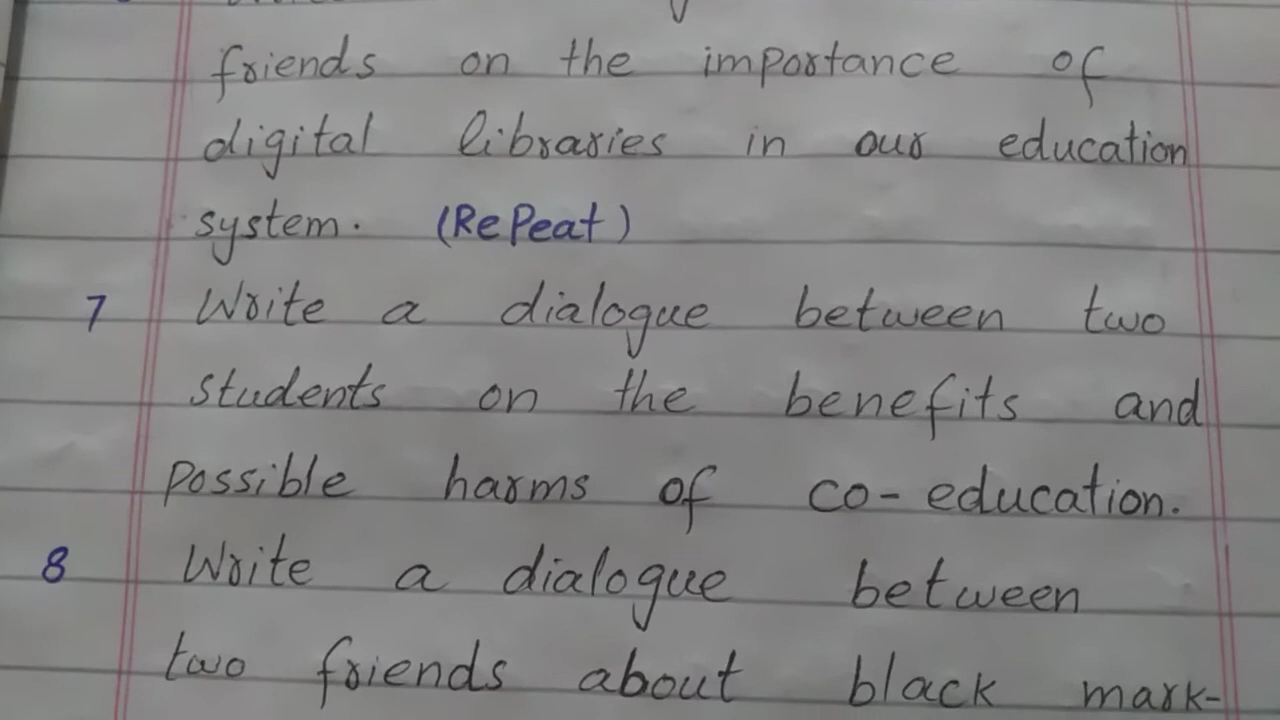 friends on the importance of
digital libraries in our education
system. (RePeat)
7 Write a dialogue between two
students on the benefits and
possible harms of co-education.
8 Write a dialogue between
two friends about black mark-